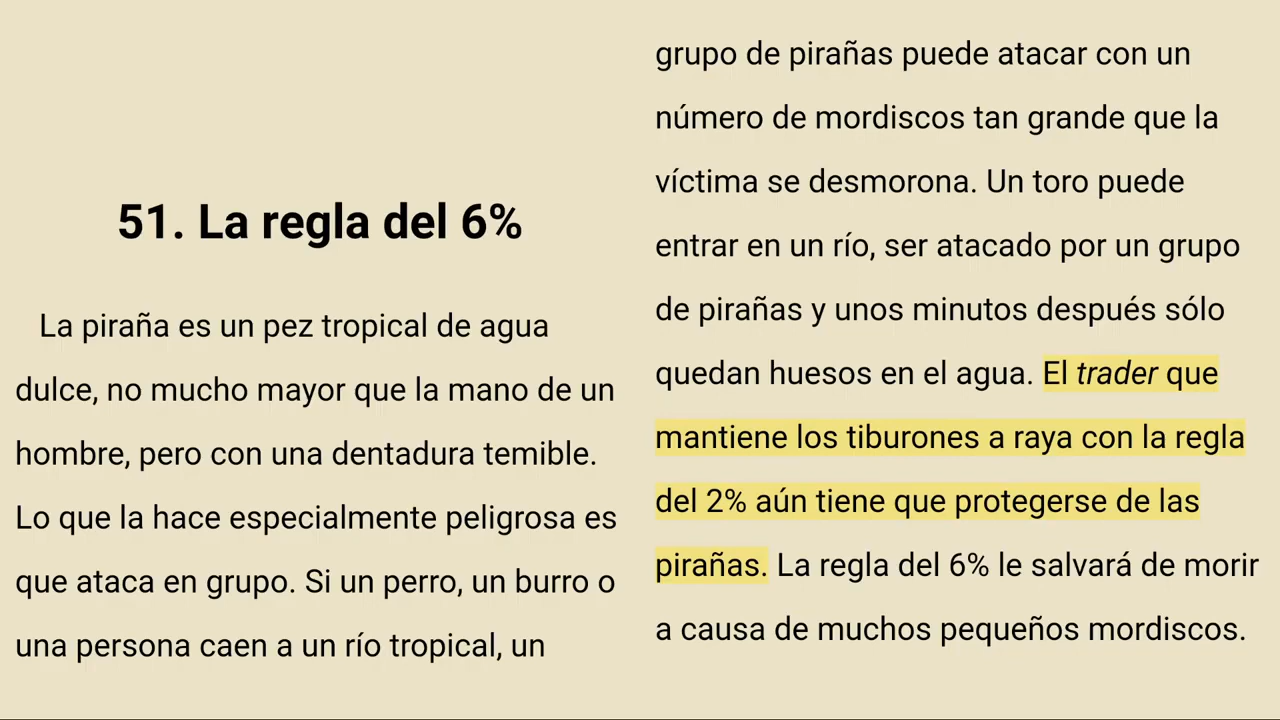 51. La regla del 6%
La piraña es un pez tropical de agua
dulce, no mucho mayor que la mano de un
hombre, pero con una dentadura temible.
Lo que la hace especialmente peligrosa es
que ataca en grupo. Si un perro, un burro o
una persona caen a un río tropical, un
grupo de pirañas puede atacar con un
número de mordiscos tan grande que la
víctima se desmorona. Un toro puede
entrar en un río, ser atacado por un grupo
de pirañas y unos minutos después sólo
quedan huesos en el agua. El trader que
mantiene los tiburones a raya con la regla
del 2% aún tiene que protegerse de las
pirañas. La regla del 6% le salvará de morir
a causa de muchos pequeños mordiscos.